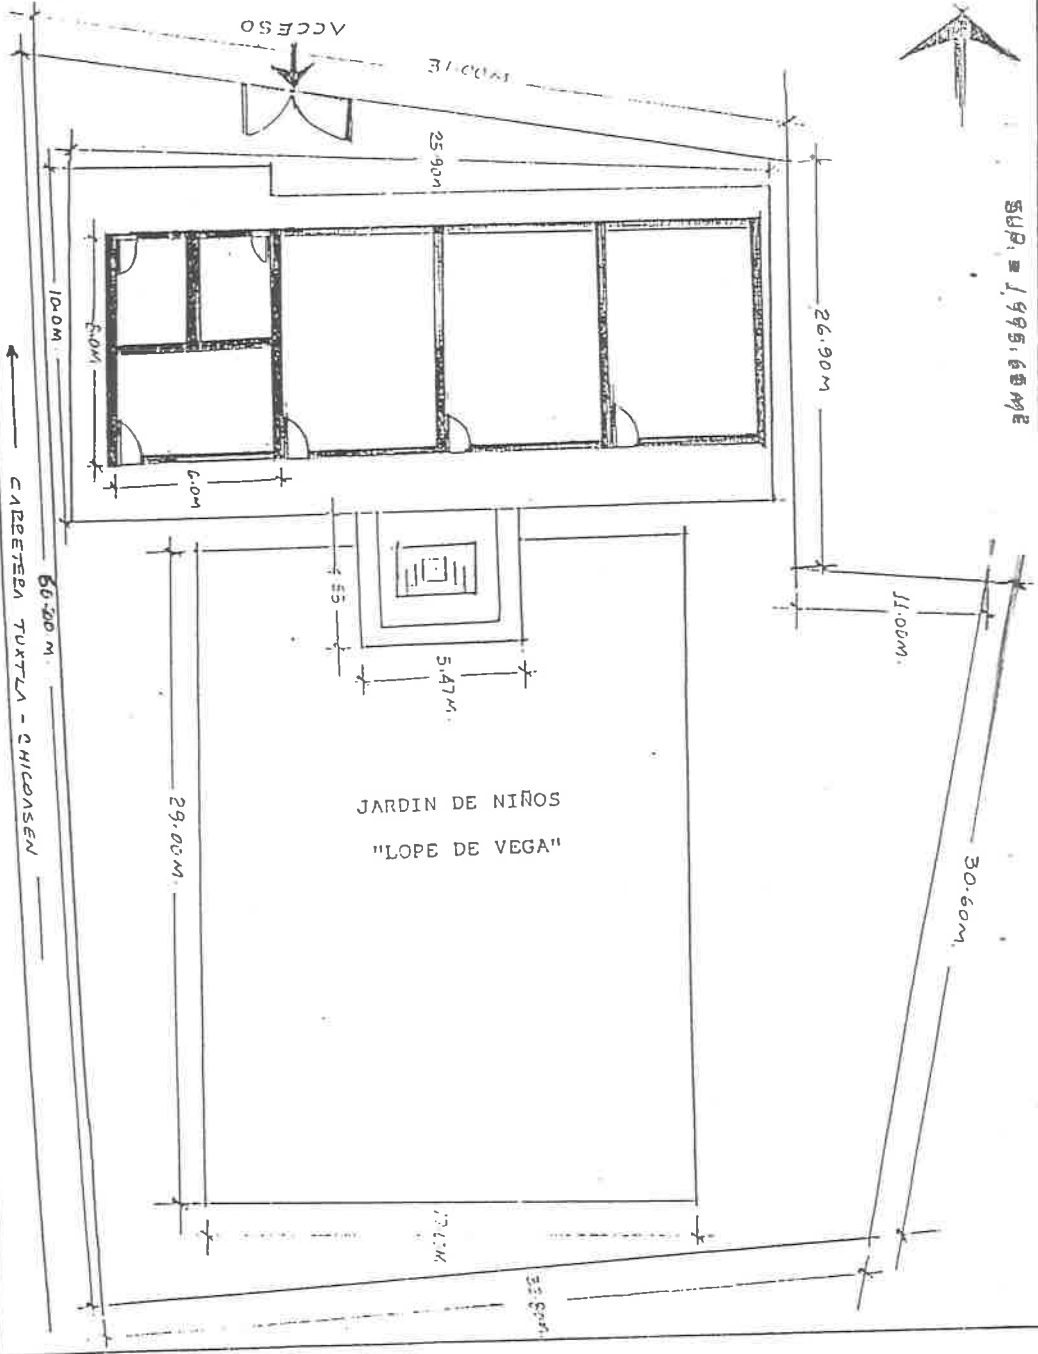 ACCESO
31.00M
25.90M
26.90M
10.0M.
6.0M
6.0M
11.00M.
5.47M.
60.00 M.
CARRETERA TUXTLA - CHICOASEN
29.00M.
30.60M.
JARDIN DE NIÑOS
"LOPE DE VEGA"